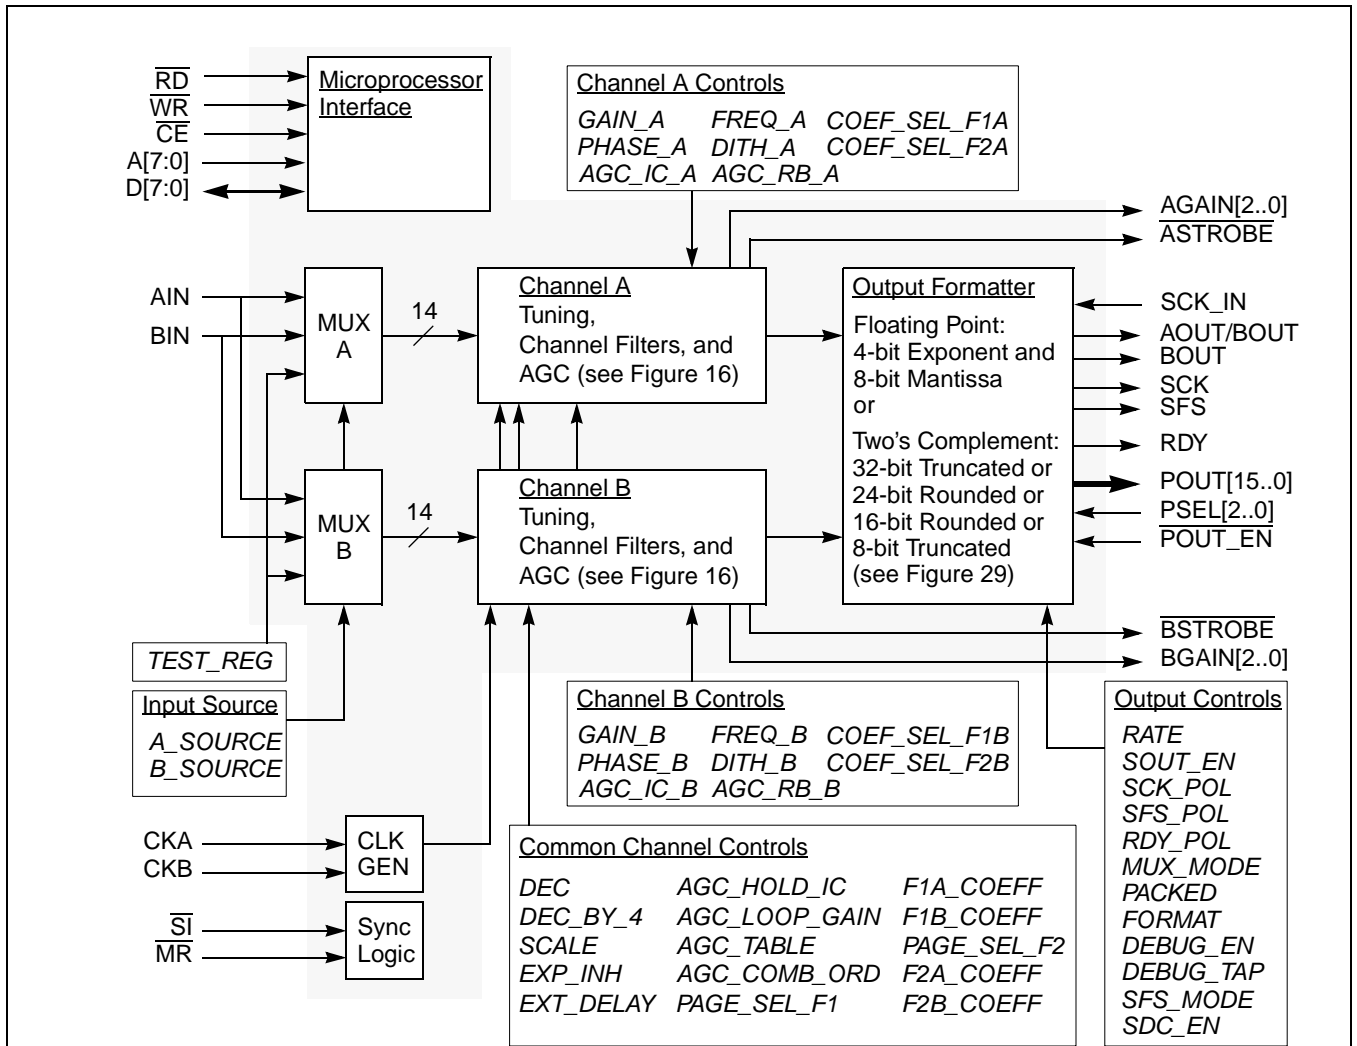 RD
WR
CE
A[7:0]
D[7:0]
Microprocessor
Interface
Channel A Controls
GAIN_A FREQ_A COEF_SEL_F1A
PHASE_A DITH_A COEF_SEL_F2A
AGC_IC_A AGC_RB_A
AGAIN[2..0]
ASTROBE
AIN
BIN
MUX
A
14
Channel A
Tuning,
Channel Filters, and
AGC (see Figure 16)
Output Formatter
Floating Point:
4-bit Exponent and
8-bit Mantissa
or
Two's Complement:
32-bit Truncated or
24-bit Rounded or
16-bit Rounded or
8-bit Truncated
(see Figure 29)
SCK_IN
AOUT/BOUT
BOUT
SCK
SFS
RDY
POUT[15..0]
PSEL[2..0]
POUT_EN
MUX
B
14
Channel B
Tuning,
Channel Filters, and
AGC (see Figure 16)
BSTROBE
BGAIN[2..0]
TEST_REG
Input Source
A_SOURCE
B_SOURCE
Channel B Controls
GAIN_B FREQ_B COEF_SEL_F1B
PHASE_B DITH_B COEF_SEL_F2B
AGC_IC_B AGC_RB_B
Output Controls
RATE
SOUT_EN
SCK_POL
SFS_POL
RDY_POL
MUX_MODE
PACKED
FORMAT
DEBUG_EN
DEBUG_TAP
SFS_MODE
SDC_EN
CKA
CKB
CLK
GEN
SI
MR
Sync
Logic
Common Channel Controls
DEC AGC_HOLD_IC F1A_COEFF
DEC_BY_4 AGC_LOOP_GAIN F1B_COEFF
SCALE AGC_TABLE PAGE_SEL_F2
EXP_INH AGC_COMB_ORD F2A_COEFF
EXT_DELAY PAGE_SEL_F1 F2B_COEFF